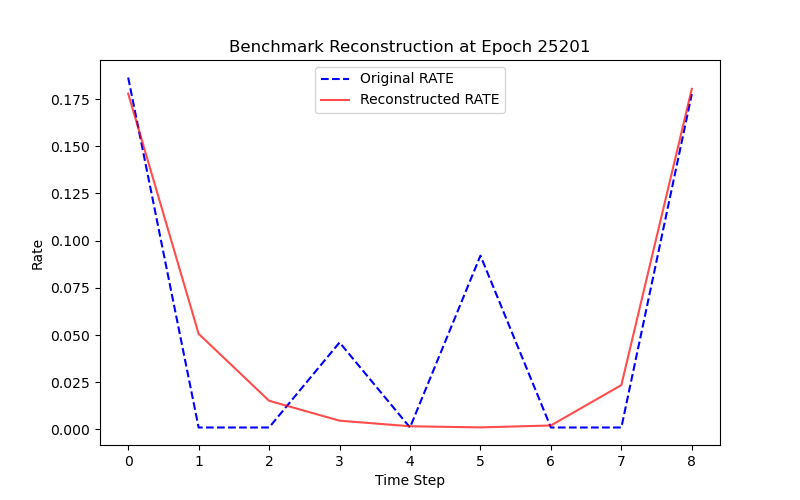 Benchmark Reconstruction at Epoch 25201
Original RATE
Reconstructed RATE
0.175
0.150
0.125
0.100
0.075
0.050
0.025
0.000
Rate
0 1 2 3 4 5 6 7 8
Time Step